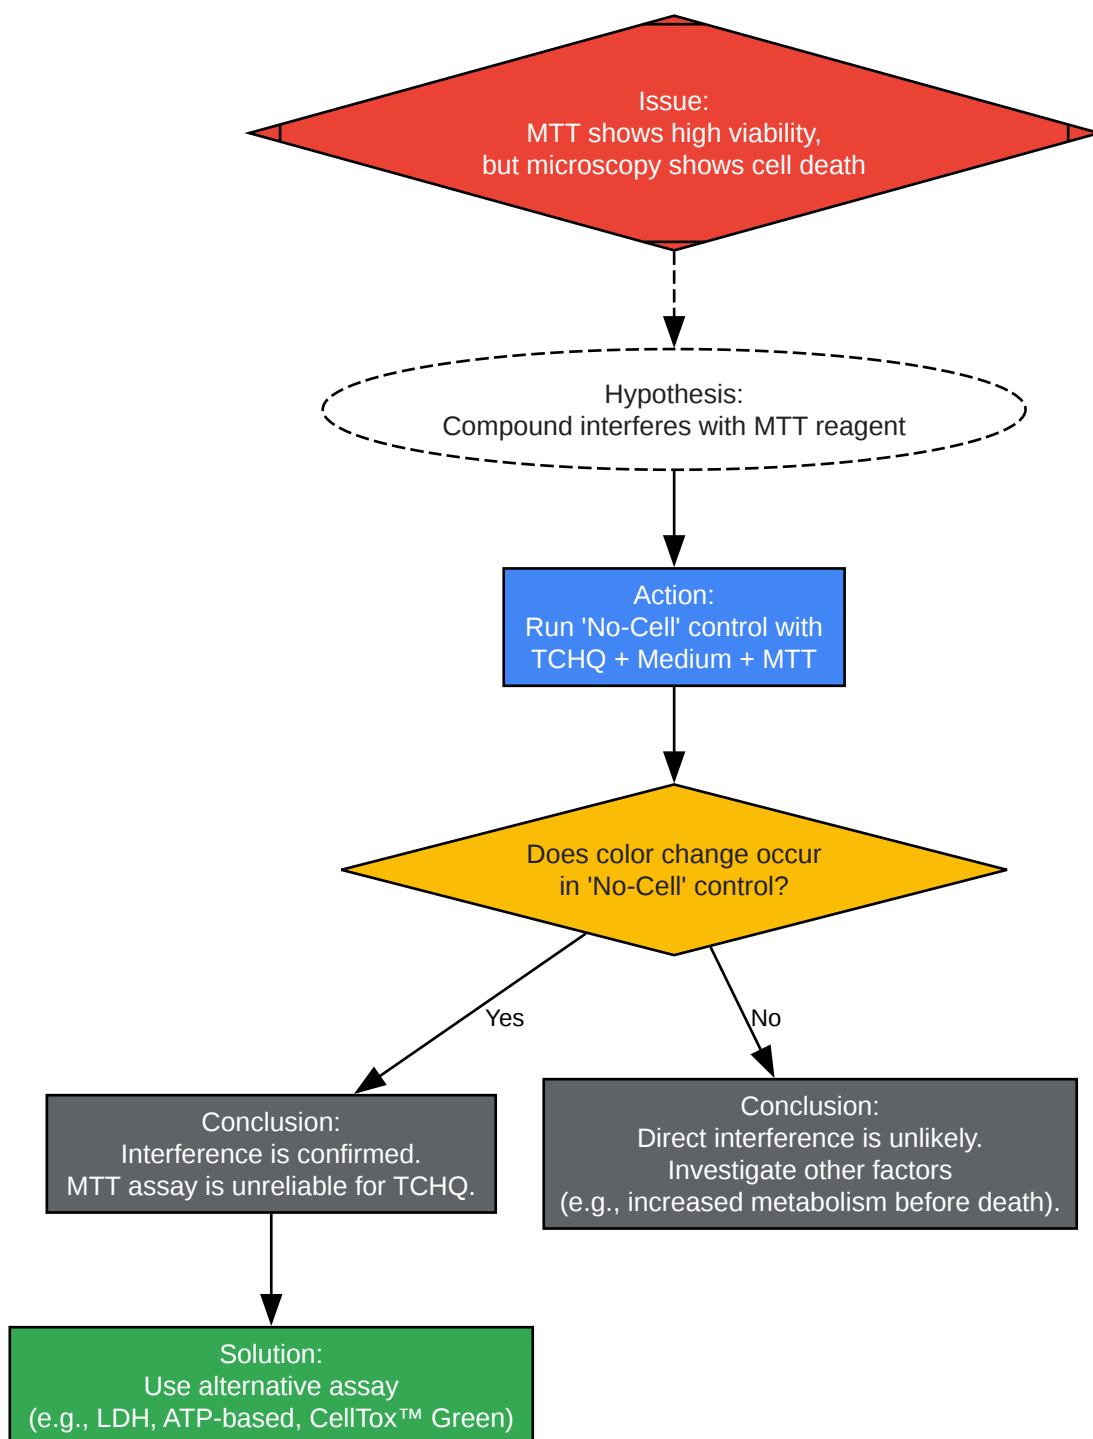 Issue:
MTT shows high viability,
but microscopy shows cell death
Hypothesis:
Compound interferes with MTT reagent
Action:
Run 'No-Cell' control with
TCHQ + Medium + MTT
Does color change occur
in 'No-Cell' control?
Yes
No
Conclusion:
Interference is confirmed.
MTT assay is unreliable for TCHQ.
Conclusion:
Direct interference is unlikely.
Investigate other factors
(e.g., increased metabolism before death).
Solution:
Use alternative assay
(e.g., LDH, ATP-based, CellTox™ Green)